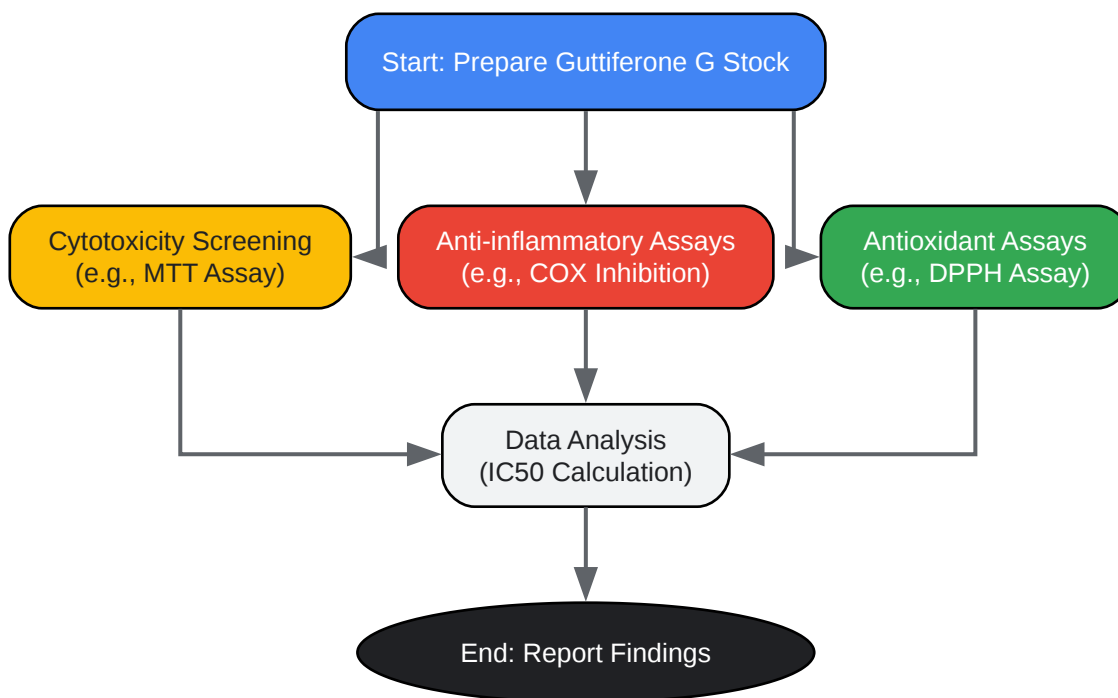 Start: Prepare Guttiferone G Stock
Cytotoxicity Screening
(e.g., MTT Assay)
Anti-inflammatory Assays
(e.g., COX Inhibition)
Antioxidant Assays
(e.g., DPPH Assay)
Data Analysis
(IC50 Calculation)
End: Report Findings